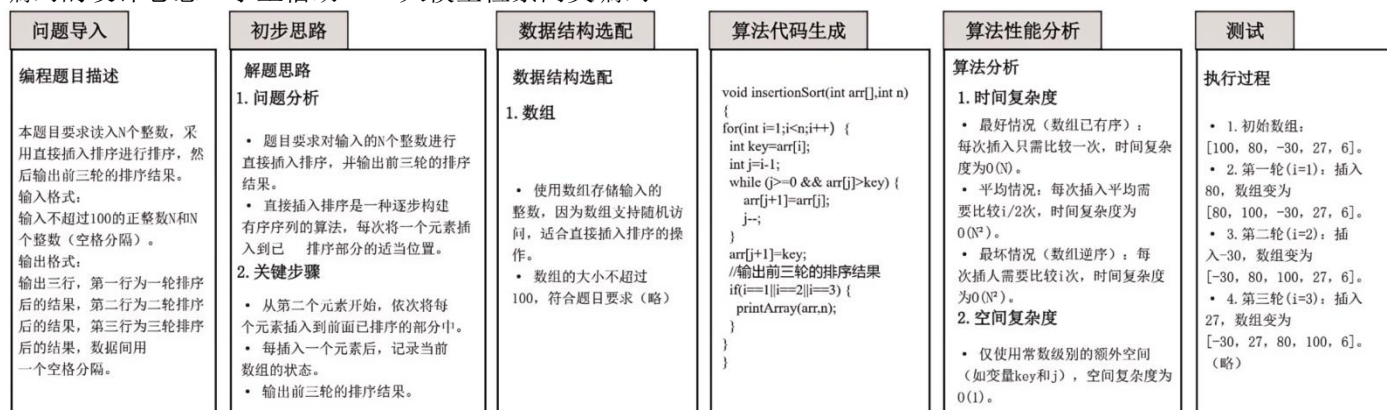 问题导入
编程题目描述
本题目要求读入N个整数，采
用直接插入排序进行排序，然
后输出前三轮的排序结果。
输入格式：
输入不超过100的正整数N和N
个整数（空格分隔）。
输出格式：
输出三行，第一行为一轮排序
后的结果，第二行为二轮排序
后的结果，第三行为三轮排序
后的结果，数据间用
一个空格分隔。
初步思路
解题思路
1. 问题分析
• 题目要求对输入的N个整数进行
直接插入排序，并输出前三轮的排序
结果。
• 直接插入排序是一种逐步构建
有序序列的算法，每次将一个元素插
入到已 排序部分的适当位置。
2. 关键步骤
• 从第二个元素开始，依次将每
个元素插入到前面已排序的部分中。
• 每插入一个元素后，记录当前
数组的状态。
• 输出前三轮的排序结果。
数据结构选配
数据结构选配
1. 数组
• 使用数组存储输入的
整数，因为数组支持随机访
问，适合直接插入排序的操
作。
• 数组的大小不超过
100，符合题目要求（略）
算法代码生成
void insertionSort(int arr[],int n)
{
for(int i=1;i<n;i++) {
int key=arr[i];
int j=i-1;
while (j>=0 && arr[j]>key) {
arr[j+1]=arr[j];
j--;
}
arr[j+1]=key;
//输出前三轮的排序结果
if(i==1||i==2||i==3) {
printArray(arr,n);
}
}
}
算法性能分析
算法分析
1. 时间复杂度
• 最好情况（数组已有序）：
每次插入只需比较一次，时间复杂
度为O(N)。
• 平均情况：每次插入平均需
要比较i/2次，时间复杂度为
O(N²)。
• 最坏情况（数组逆序）：每
次插人需要比较i次，时间复杂度
为O(N²)。
2. 空间复杂度
• 仅使用常数级别的额外空间
（如变量key和j），空间复杂度为
O(1)。
测试
执行过程
• 1. 初始数组：
[100, 80, -30, 27, 6]。
• 2. 第一轮(i=1)：插入
80，数组变为
[80, 100, -30, 27, 6]。
• 3. 第二轮(i=2)：插
入-30，数组变为
[-30, 80, 100, 27, 6]。
• 4. 第三轮(i=3)：插入
27，数组变为
[-30, 27, 80, 100, 6]。
（略）